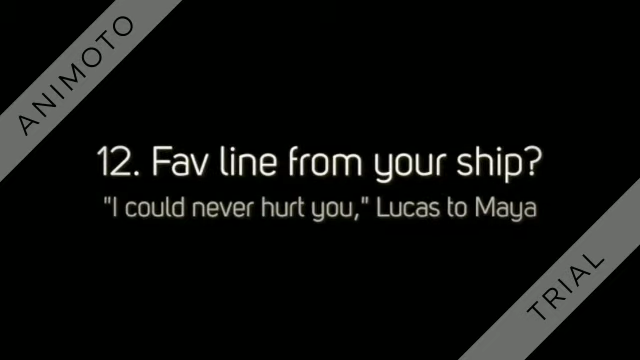 ANIMOTO
12. Fav line from your ship?
"I could never hurt you," Lucas to Maya
TRIAL